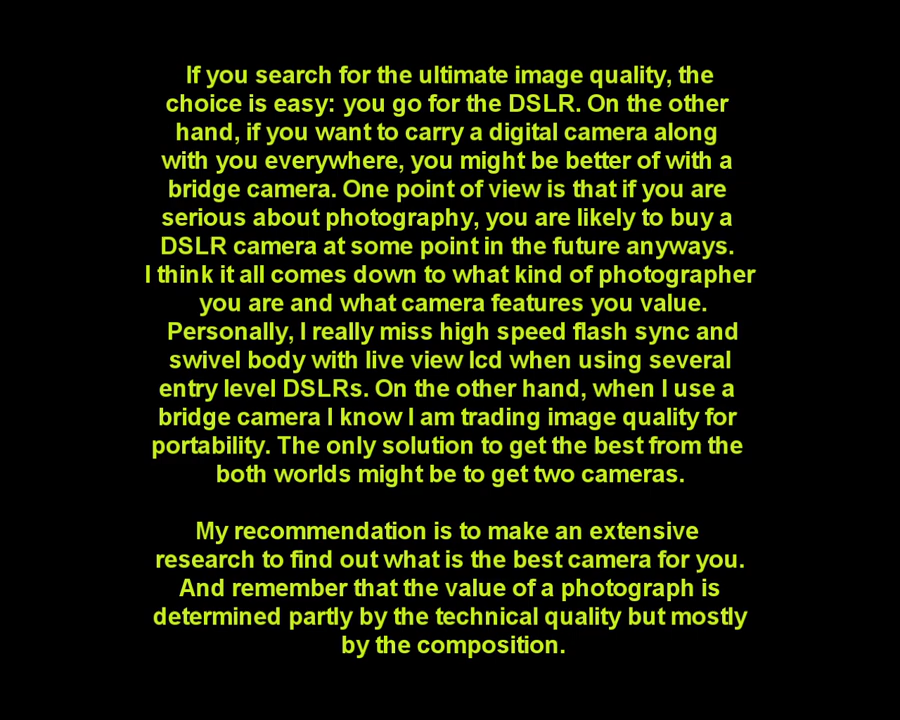 If you search for the ultimate image quality, the
choice is easy: you go for the DSLR. On the other
hand, if you want to carry a digital camera along
with you everywhere, you might be better of with a
bridge camera. One point of view is that if you are
serious about photography, you are likely to buy a
DSLR camera at some point in the future anyways.
I think it all comes down to what kind of photographer
you are and what camera features you value.
Personally, I really miss high speed flash sync and
swivel body with live view lcd when using several
entry level DSLRs. On the other hand, when I use a
bridge camera I know I am trading image quality for
portability. The only solution to get the best from the
both worlds might be to get two cameras.

My recommendation is to make an extensive
research to find out what is the best camera for you.
And remember that the value of a photograph is
determined partly by the technical quality but mostly
by the composition.